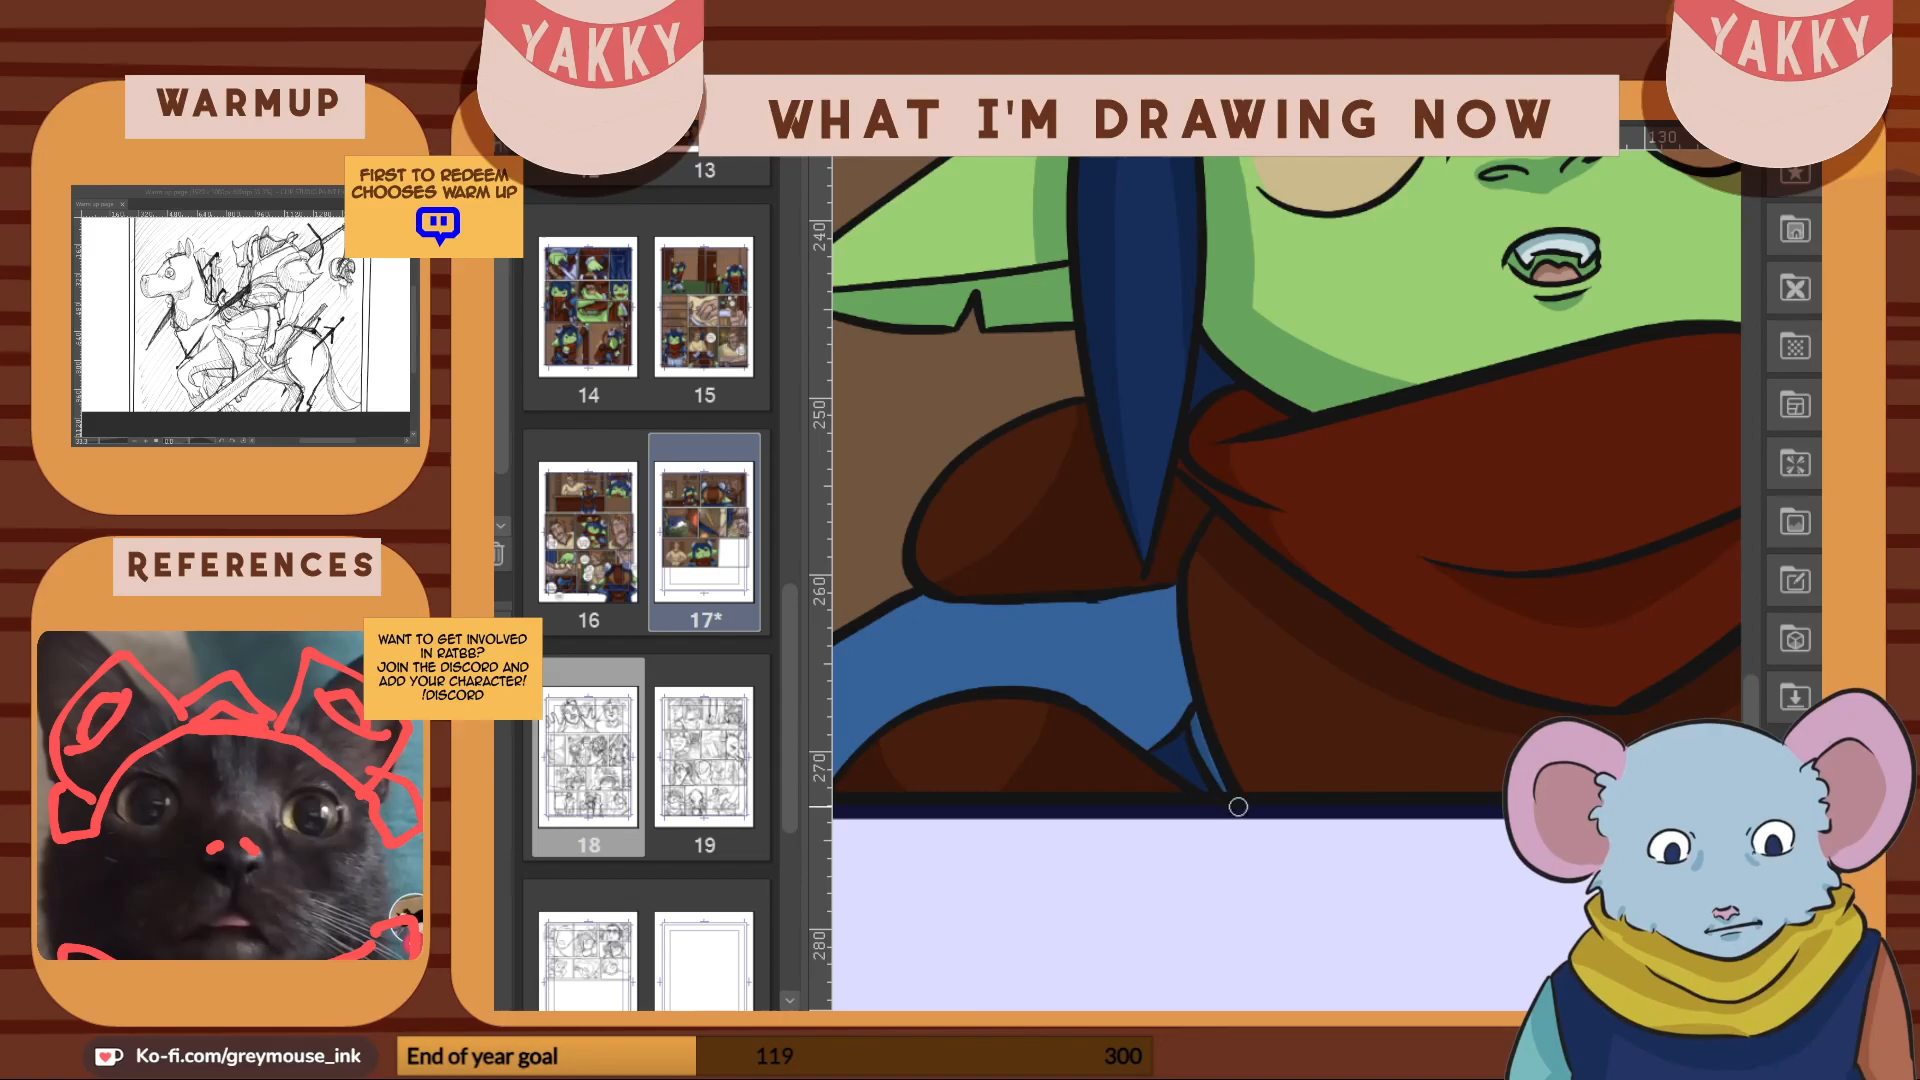 YAKKY
YAKKY
WARMUP
WHAT I'M DRAWING NOW
130
FIRST TO REDEEM
CHOOSES WARM UP
13
240
14
15
250
16
17*
260
REFERENCES
WANT TO GET INVOLVED
IN RATBB?
JOIN THE DISCORD AND
ADD YOUR CHARACTER!
!DISCORD
18
19
270
280
Ko-fi.com/greymouse_ink
End of year goal
119
300